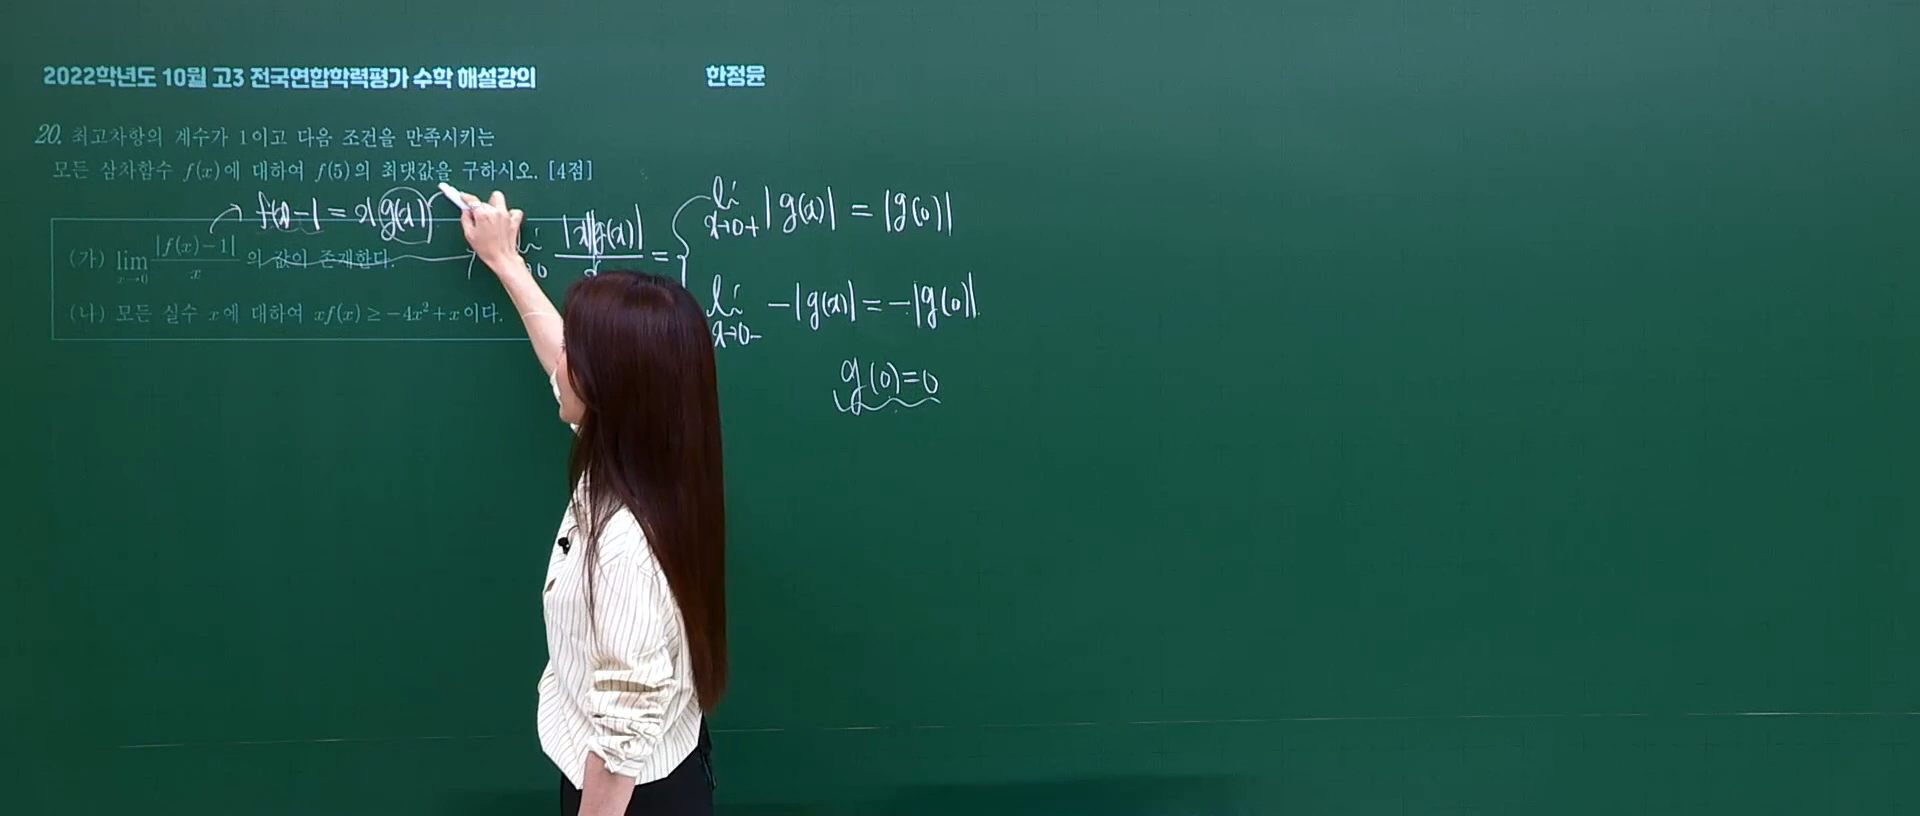 2022학년도 10월 고3 전국연합학력평가 수학 해설강의
한정윤
20. 최고차항의 계수가 1이고 다음 조건을 만족시키는
모든 삼차함수 f(x)에 대하여 f(5)의 최댓값을 구하시오. [4점]
f(x)-1 = x g(x)
(가) lim x→0 |f(x)-1| / x 의 값이 존재한다.
(나) 모든 실수 x에 대하여 xf(x) ≥ -4x²+x이다.
|x||g(x)|
=
lim x→0+ |g(x)| = |g(0)|
lim x→0- -|g(x)| = -|g(0)|
g(0)=0